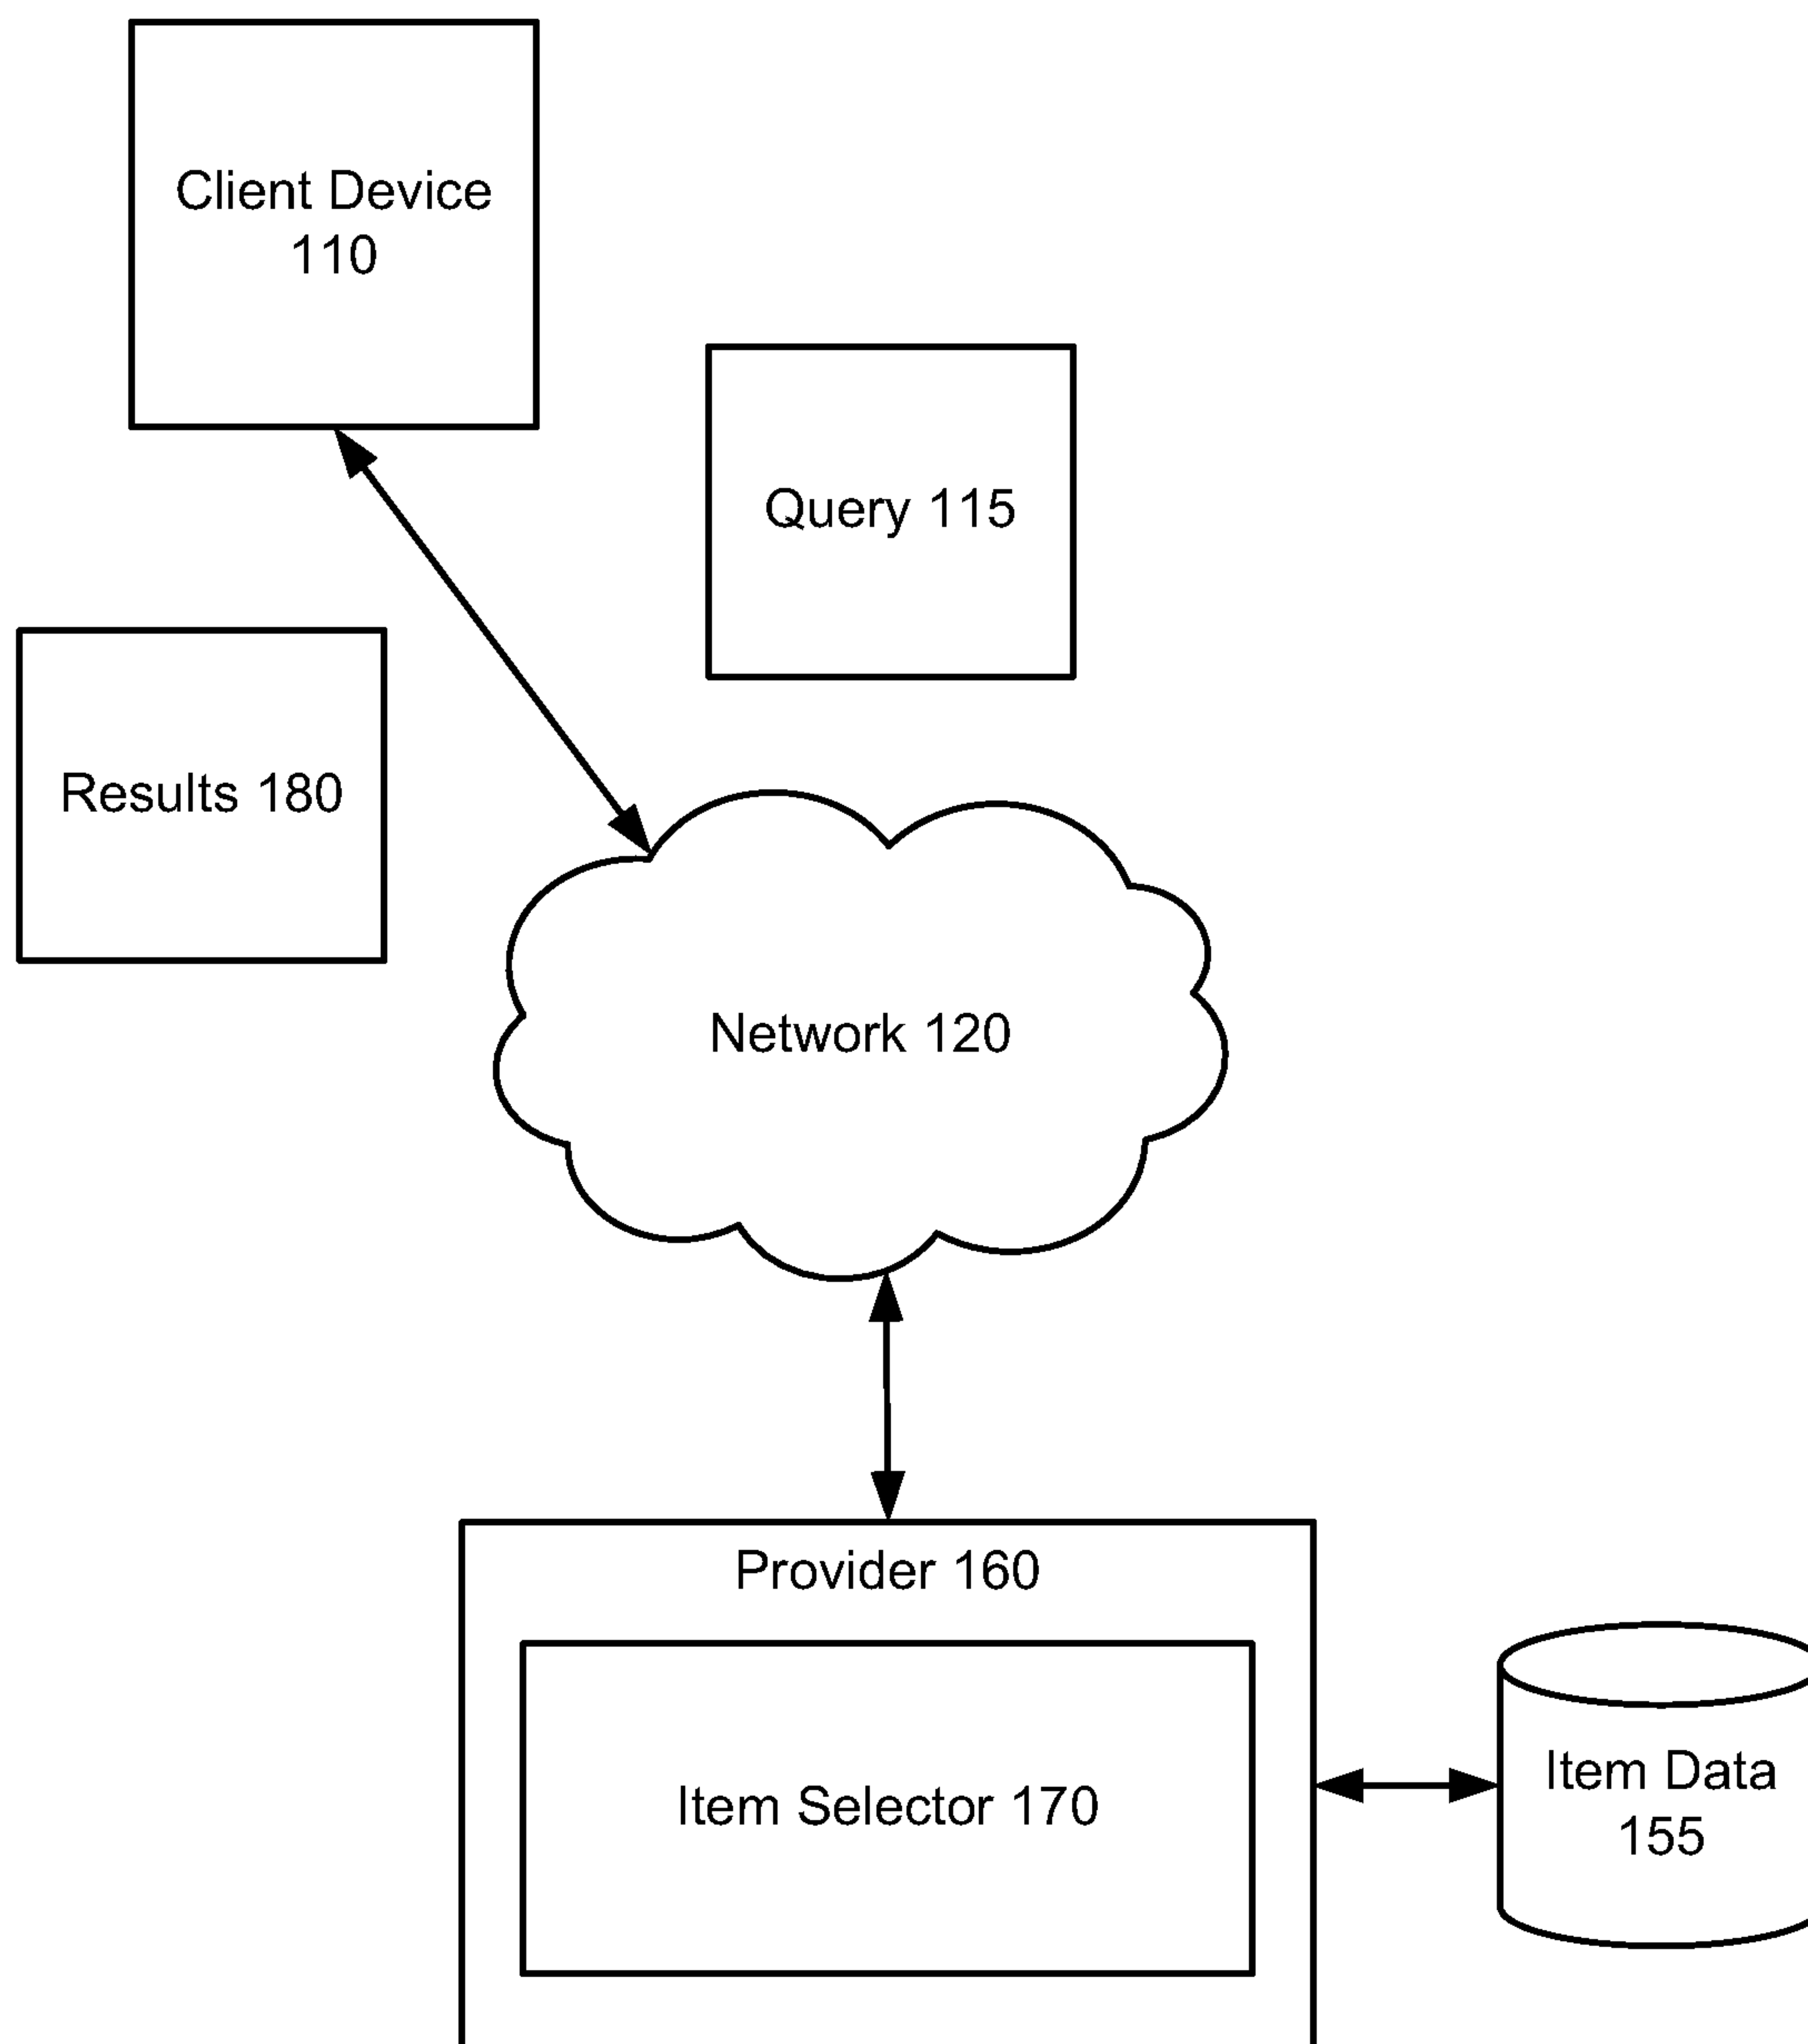 Client Device
110
Query 115
Results 180
Network 120
Provider 160
Item Selector 170
Item Data
155